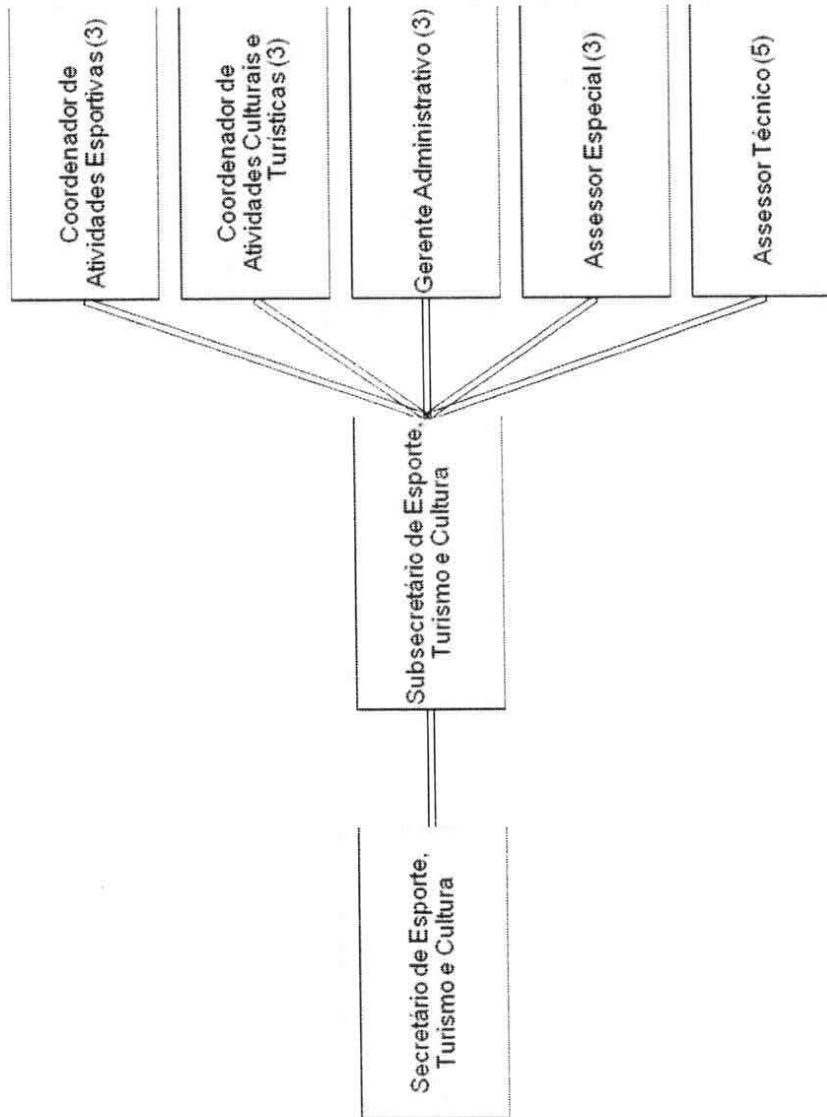 Secretário de Esporte,
Turismo e Cultura
Subsecretário de Esporte,
Turismo e Cultura
Coordenador de
Atividades Esportivas (3)
Coordenador de
Atividades Culturais e
Turísticas (3)
Gerente Administrativo (3)
Assessor Especial (3)
Assessor Técnico (5)